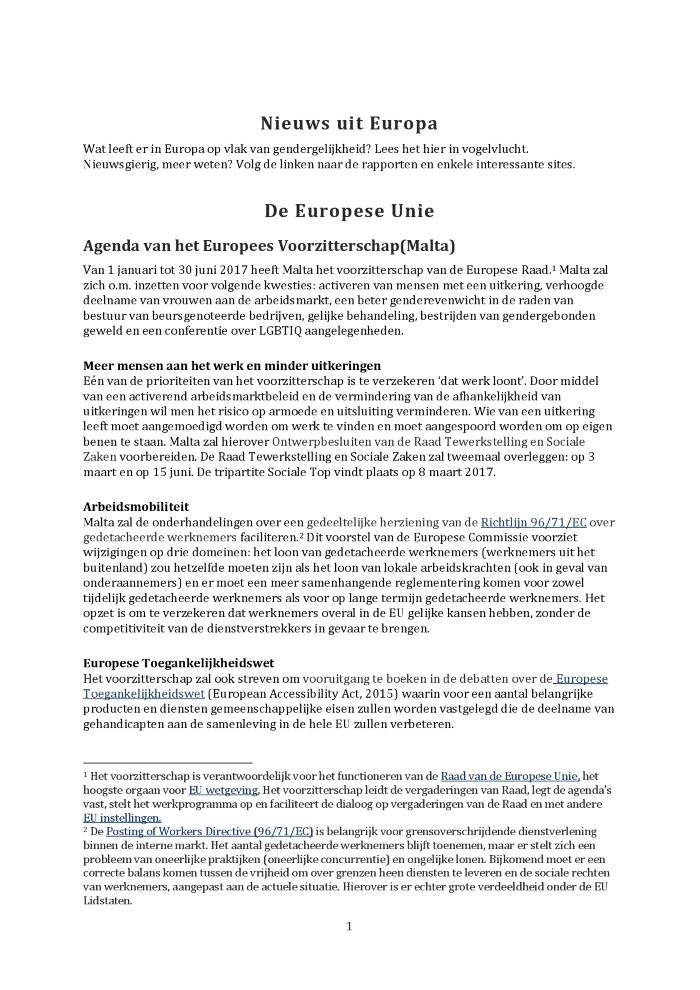 Nieuws uit Europa
Wat leeft er in Europa op vlak van gendergelijkheid? Lees het hier in vogelvlucht.
Nieuwsgierig, meer weten? Volg de linken naar de rapporten en enkele interessante sites.
De Europese Unie
Agenda van het Europees Voorzitterschap(Malta)
Van 1 januari tot 30 juni 2017 heeft Malta het voorzitterschap van de Europese Raad.¹ Malta zal
zich o.m. inzetten voor volgende kwesties: activeren van mensen met een uitkering, verhoogde
deelname van vrouwen aan de arbeidsmarkt, een beter genderevenwicht in de raden van
bestuur van beursgenoteerde bedrijven, gelijke behandeling, bestrijden van gendergebonden
geweld en een conferentie over LGBTIQ aangelegenheden.
Meer mensen aan het werk en minder uitkeringen
Eén van de prioriteiten van het voorzitterschap is te verzekeren ‘dat werk loont’. Door middel
van een activerend arbeidsmarktbeleid en de vermindering van de afhankelijkheid van
uitkeringen wil men het risico op armoede en uitsluiting verminderen. Wie van een uitkering
leeft moet aangemoedigd worden om werk te vinden en moet aangespoord worden om op eigen
benen te staan. Malta zal hierover Ontwerpbesluiten van de Raad Tewerkstelling en Sociale
Zaken voorbereiden. De Raad Tewerkstelling en Sociale Zaken zal tweemaal overleggen: op 3
maart en op 15 juni. De tripartite Sociale Top vindt plaats op 8 maart 2017.
Arbeidsmobiliteit
Malta zal de onderhandelingen over een gedeeltelijke herziening van de Richtlijn 96/71/EC over
gedetacheerde werknemers faciliteren.² Dit voorstel van de Europese Commissie voorziet
wijzigingen op drie domeinen: het loon van gedetacheerde werknemers (werknemers uit het
buitenland) zou hetzelfde moeten zijn als het loon van lokale arbeidskrachten (ook in geval van
onderaannemers) en er moet een meer samenhangende reglementering komen voor zowel
tijdelijk gedetacheerde werknemers als voor op lange termijn gedetacheerde werknemers. Het
opzet is om te verzekeren dat werknemers overal in de EU gelijke kansen hebben, zonder de
competitiviteit van de dienstverstrekkers in gevaar te brengen.
Europese Toegankelijkheidswet
Het voorzitterschap zal ook streven om vooruitgang te boeken in de debatten over de Europese
Toegankelijkheidswet (European Accessibility Act, 2015) waarin voor een aantal belangrijke
producten en diensten gemeenschappelijke eisen zullen worden vastgelegd die de deelname van
gehandicapten aan de samenleving in de hele EU zullen verbeteren.
¹ Het voorzitterschap is verantwoordelijk voor het functioneren van de Raad van de Europese Unie, het
hoogste orgaan voor EU wetgeving. Het voorzitterschap leidt de vergaderingen van Raad, legt de agenda’s
vast, stelt het werkprogramma op en faciliteert de dialoog op vergaderingen van de Raad en met andere
EU instellingen.
² De Posting of Workers Directive (96/71/EC) is belangrijk voor grensoverschrijdende dienstverlening
binnen de interne markt. Het aantal gedetacheerde werknemers blijft toenemen, maar er stelt zich een
probleem van oneerlijke praktijken (oneerlijke concurrentie) en ongelijke lonen. Bijkomend moet er een
correcte balans komen tussen de vrijheid om over grenzen heen diensten te leveren en de sociale rechten
van werknemers, aangepast aan de actuele situatie. Hierover is er echter grote verdeeldheid onder de EU
Lidstaten.
1